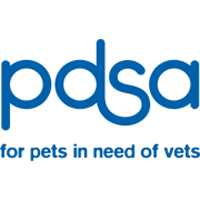 pdsa
for pets in need of vets